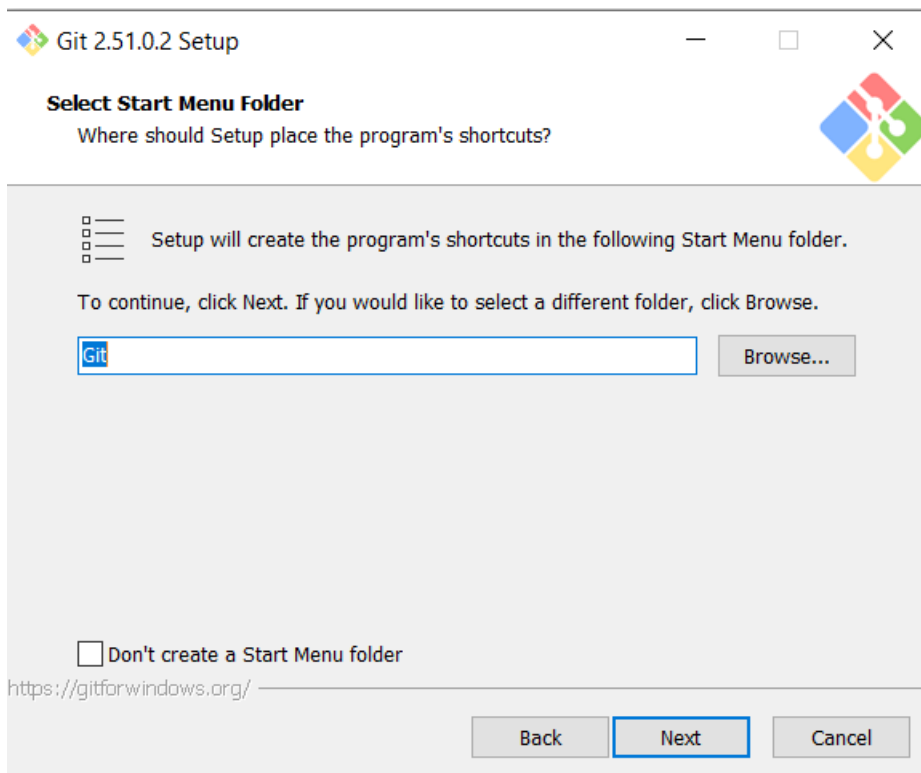 Git 2.51.0.2 Setup
Select Start Menu Folder
Where should Setup place the program's shortcuts?
Setup will create the program's shortcuts in the following Start Menu folder.
To continue, click Next. If you would like to select a different folder, click Browse.
Git
Browse...
Don't create a Start Menu folder
https://gitforwindows.org/
Back
Next
Cancel